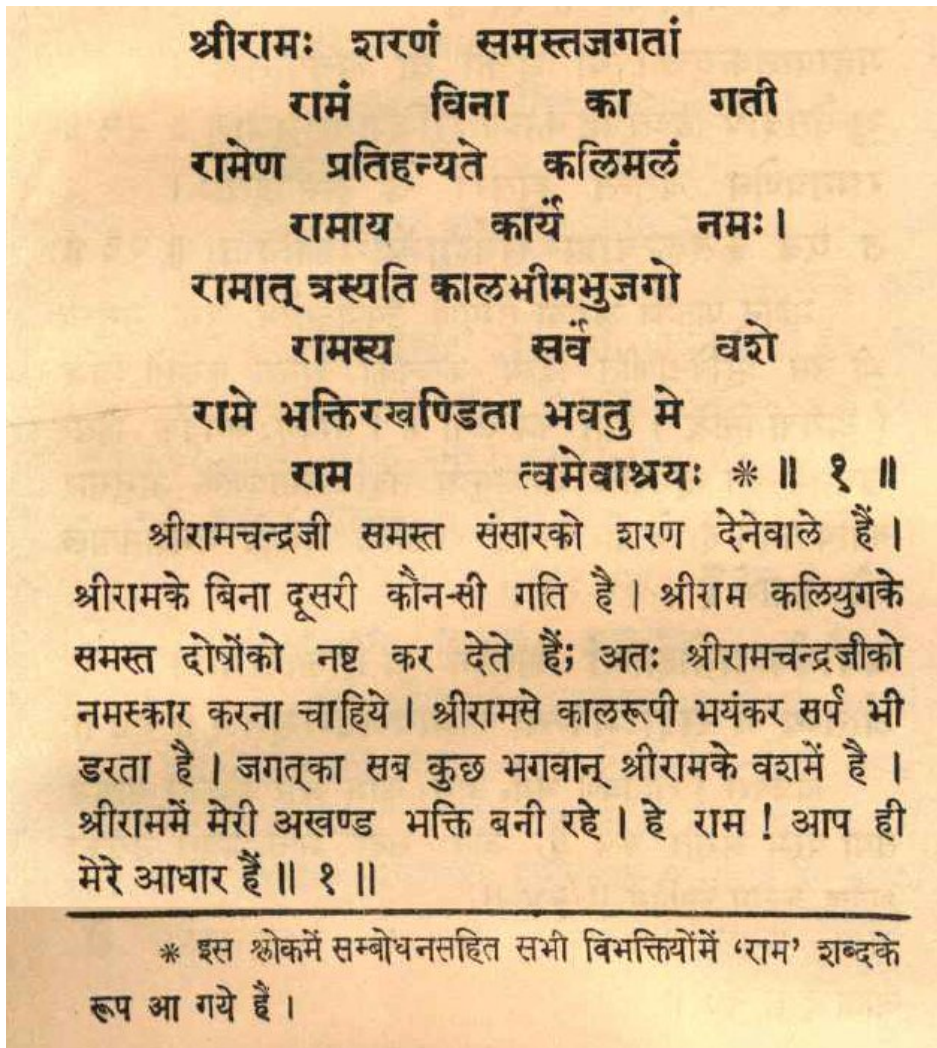 श्रीरामः शरणं समस्तजगतां
रामं विना का गती
रामेण प्रतिहन्यते कलिमलं
रामाय कार्यं नमः।
रामात् त्रस्यति कालभीमभुजगो
रामस्य सर्वं वशे
रामे भक्तिरखण्डिता भवतु मे
राम त्वमेवाश्रयः * ॥ १ ॥
श्रीरामचन्द्रजी समस्त संसारको शरण देनेवाले हैं।
श्रीरामके बिना दूसरी कौन-सी गति है। श्रीराम कलियुगके
समस्त दोषोंको नष्ट कर देते हैं; अतः श्रीरामचन्द्रजीको
नमस्कार करना चाहिये। श्रीरामसे कालरूपी भयंकर सर्प भी
डरता है। जगत्का सब कुछ भगवान् श्रीरामके वशमें है।
श्रीराममें मेरी अखण्ड भक्ति बनी रहे। हे राम! आप ही
मेरे आधार हैं॥ १ ॥
* इस श्लोकमें सम्बोधनसहित सभी विभक्तियोंमें ‘राम’ शब्दके
रूप आ गये हैं।